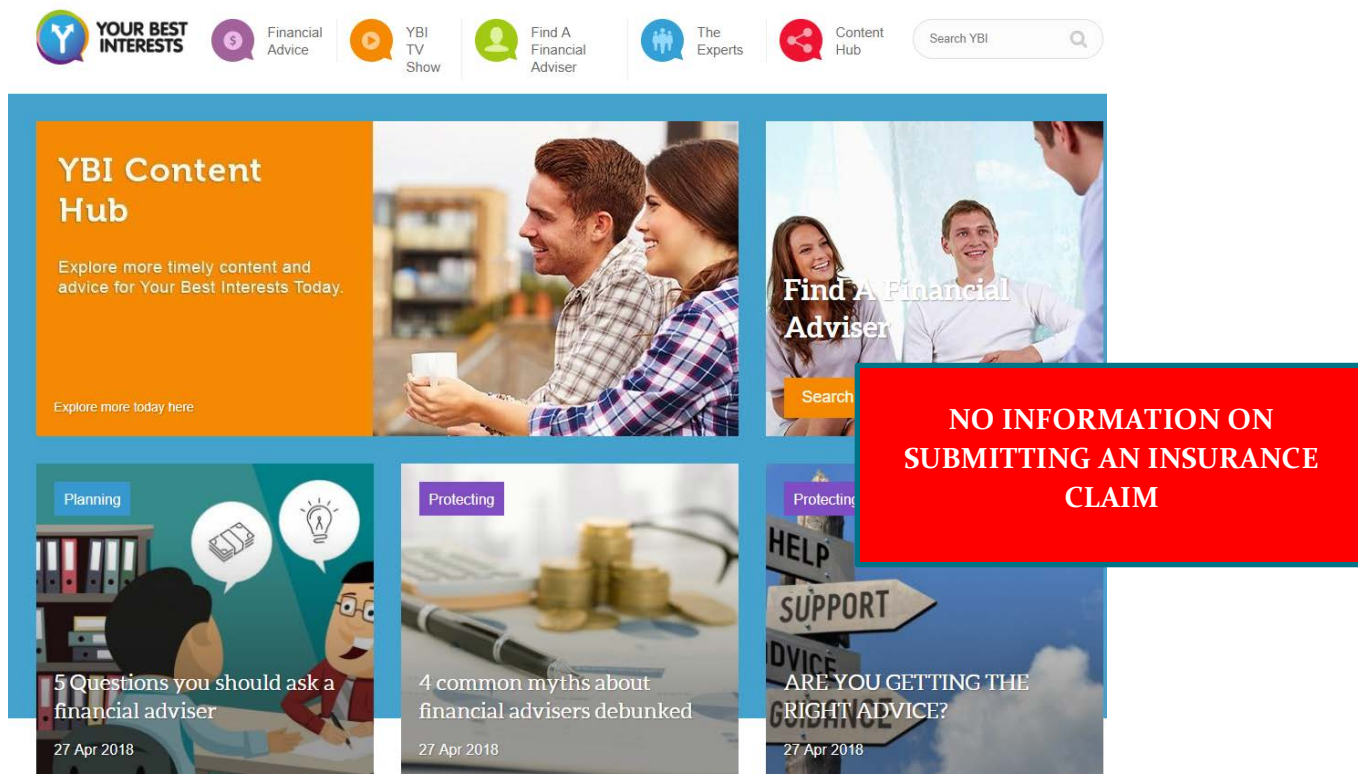 YOUR BEST
INTERESTS
Financial
Advice
YBI
TV
Show
Find A
Financial
Adviser
The
Experts
Content
Hub
Search YBI
YBI Content
Hub
Explore more timely content and
advice for Your Best Interests Today.
Explore more today here
Find A Financial
Adviser
Search
NO INFORMATION ON
SUBMITTING AN INSURANCE
CLAIM
Planning
5 Questions you should ask a
financial adviser
27 Apr 2018
Protecting
4 common myths about
financial advisers debunked
27 Apr 2018
Protecting
HELP
SUPPORT
ADVICE
GUIDANCE
ARE YOU GETTING THE
RIGHT ADVICE?
27 Apr 2018